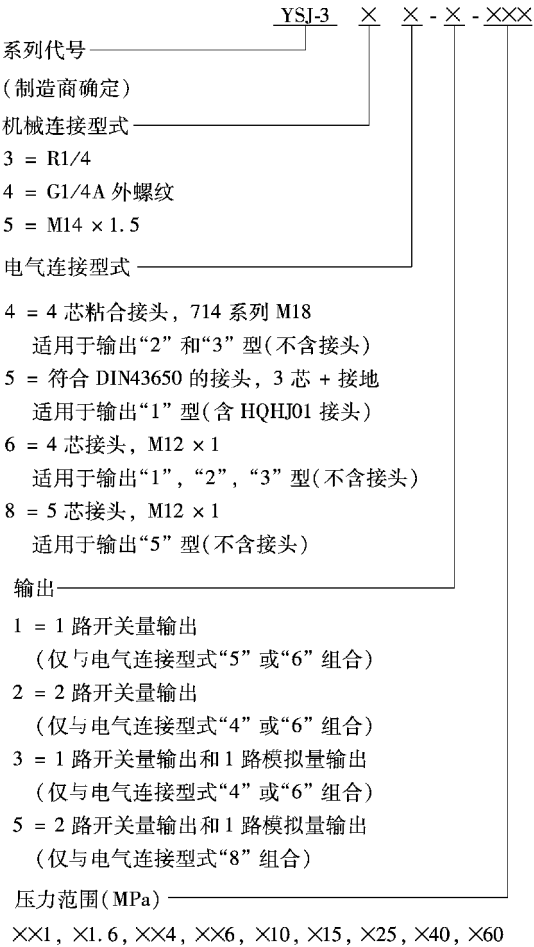 YSJ-3 × × - × - ×××
系列代号
(制造商确定)
机械连接型式
3 = R1/4
4 = G1/4A 外螺纹
5 = M14 × 1.5
电气连接型式
4 = 4 芯粘合接头, 714 系列 M18
适用于输出“2” 和“3” 型(不含接头)
5 = 符合 DIN43650 的接头, 3 芯 + 接地
适用于输出“1” 型(含 HQHJ01 接头)
6 = 4 芯接头, M12 × 1
适用于输出“1”, “2”, “3” 型(不含接头)
8 = 5 芯接头, M12 × 1
适用于输出“5” 型(不含接头)
输出
1 = 1 路开关量输出
(仅与电气连接型式“5” 或“6” 组合)
2 = 2 路开关量输出
(仅与电气连接型式“4” 或“6” 组合)
3 = 1 路开关量输出和 1 路模拟量输出
(仅与电气连接型式“4” 或“6” 组合)
5 = 2 路开关量输出和 1 路模拟量输出
(仅与电气连接型式“8” 组合)
压力范围(MPa)
××1, ×1.6, ××4, ××6, ×10, ×15, ×25, ×40, ×60